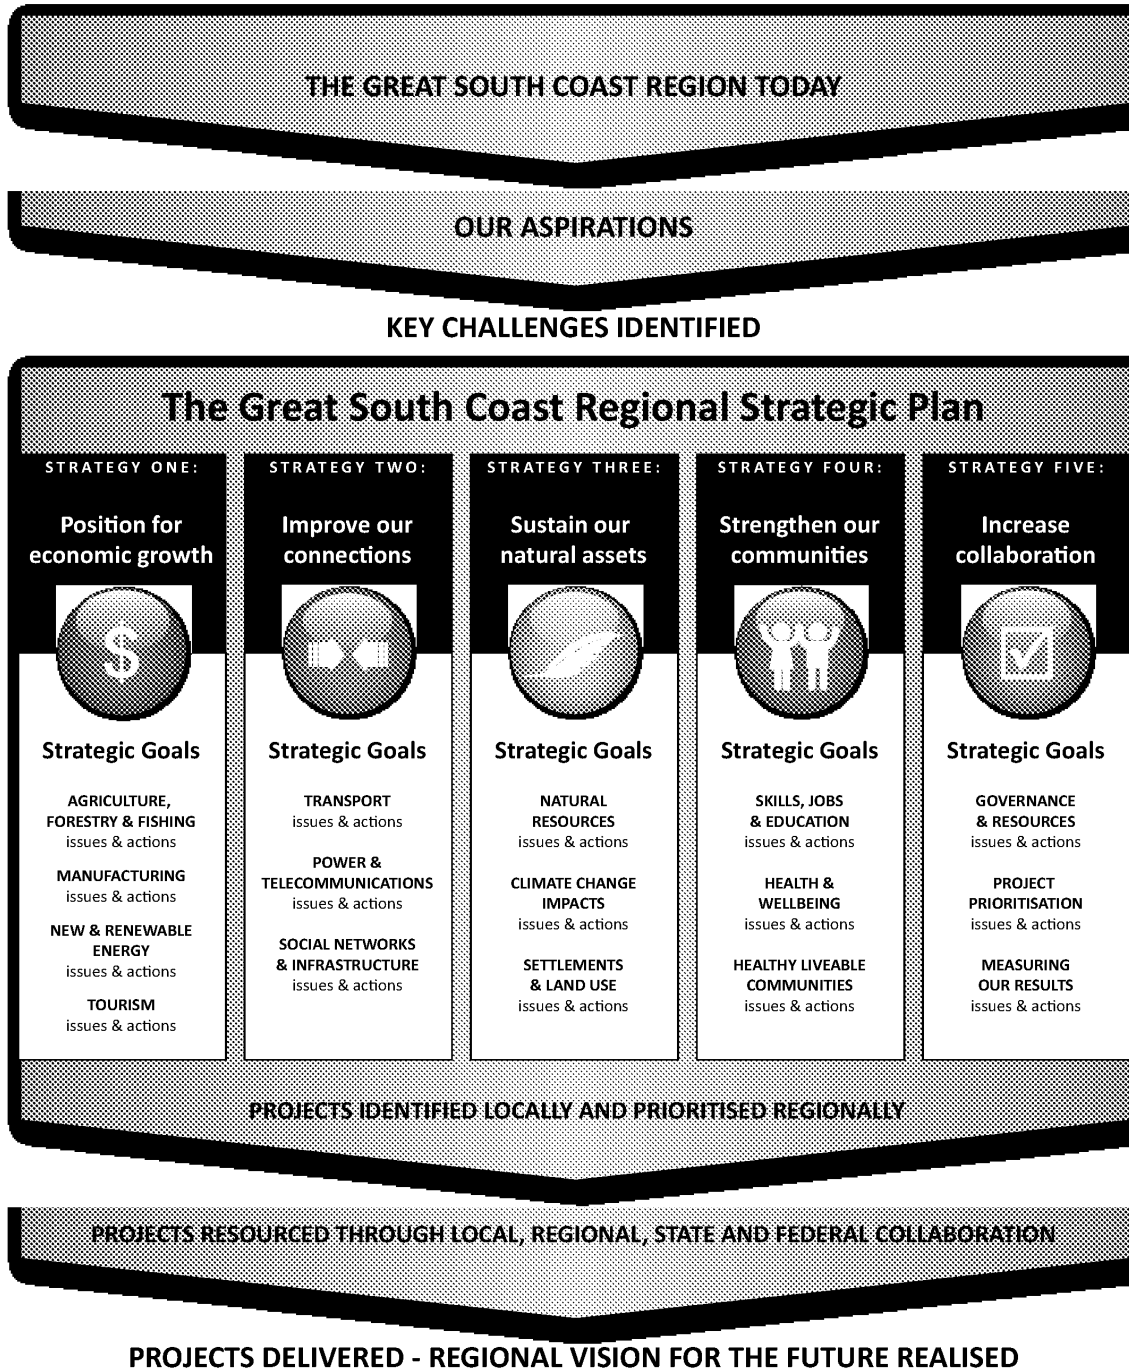 THE GREAT SOUTH COAST REGION TODAY
OUR ASPIRATIONS
KEY CHALLENGES IDENTIFIED
The Great South Coast Regional Strategic Plan
STRATEGY ONE:
Position for
economic growth
$
Strategic Goals
AGRICULTURE,
FORESTRY & FISHING
issues & actions
MANUFACTURING
issues & actions
NEW & RENEWABLE
ENERGY
issues & actions
TOURISM
issues & actions
STRATEGY TWO:
Improve our
connections
Strategic Goals
TRANSPORT
issues & actions
POWER &
TELECOMMUNICATIONS
issues & actions
SOCIAL NETWORKS
& INFRASTRUCTURE
issues & actions
STRATEGY THREE:
Sustain our
natural assets
Strategic Goals
NATURAL
RESOURCES
issues & actions
CLIMATE CHANGE
IMPACTS
issues & actions
SETTLEMENTS
& LAND USE
issues & actions
STRATEGY FOUR:
Strengthen our
communities
Strategic Goals
SKILLS, JOBS
& EDUCATION
issues & actions
HEALTH &
WELLBEING
issues & actions
HEALTHY LIVEABLE
COMMUNITIES
issues & actions
STRATEGY FIVE:
Increase
collaboration
Strategic Goals
GOVERNANCE
& RESOURCES
issues & actions
PROJECT
PRIORITISATION
issues & actions
MEASURING
OUR RESULTS
issues & actions
PROJECTS IDENTIFIED LOCALLY AND PRIORITISED REGIONALLY
PROJECTS RESOURCED THROUGH LOCAL, REGIONAL, STATE AND FEDERAL COLLABORATION
PROJECTS DELIVERED - REGIONAL VISION FOR THE FUTURE REALISED